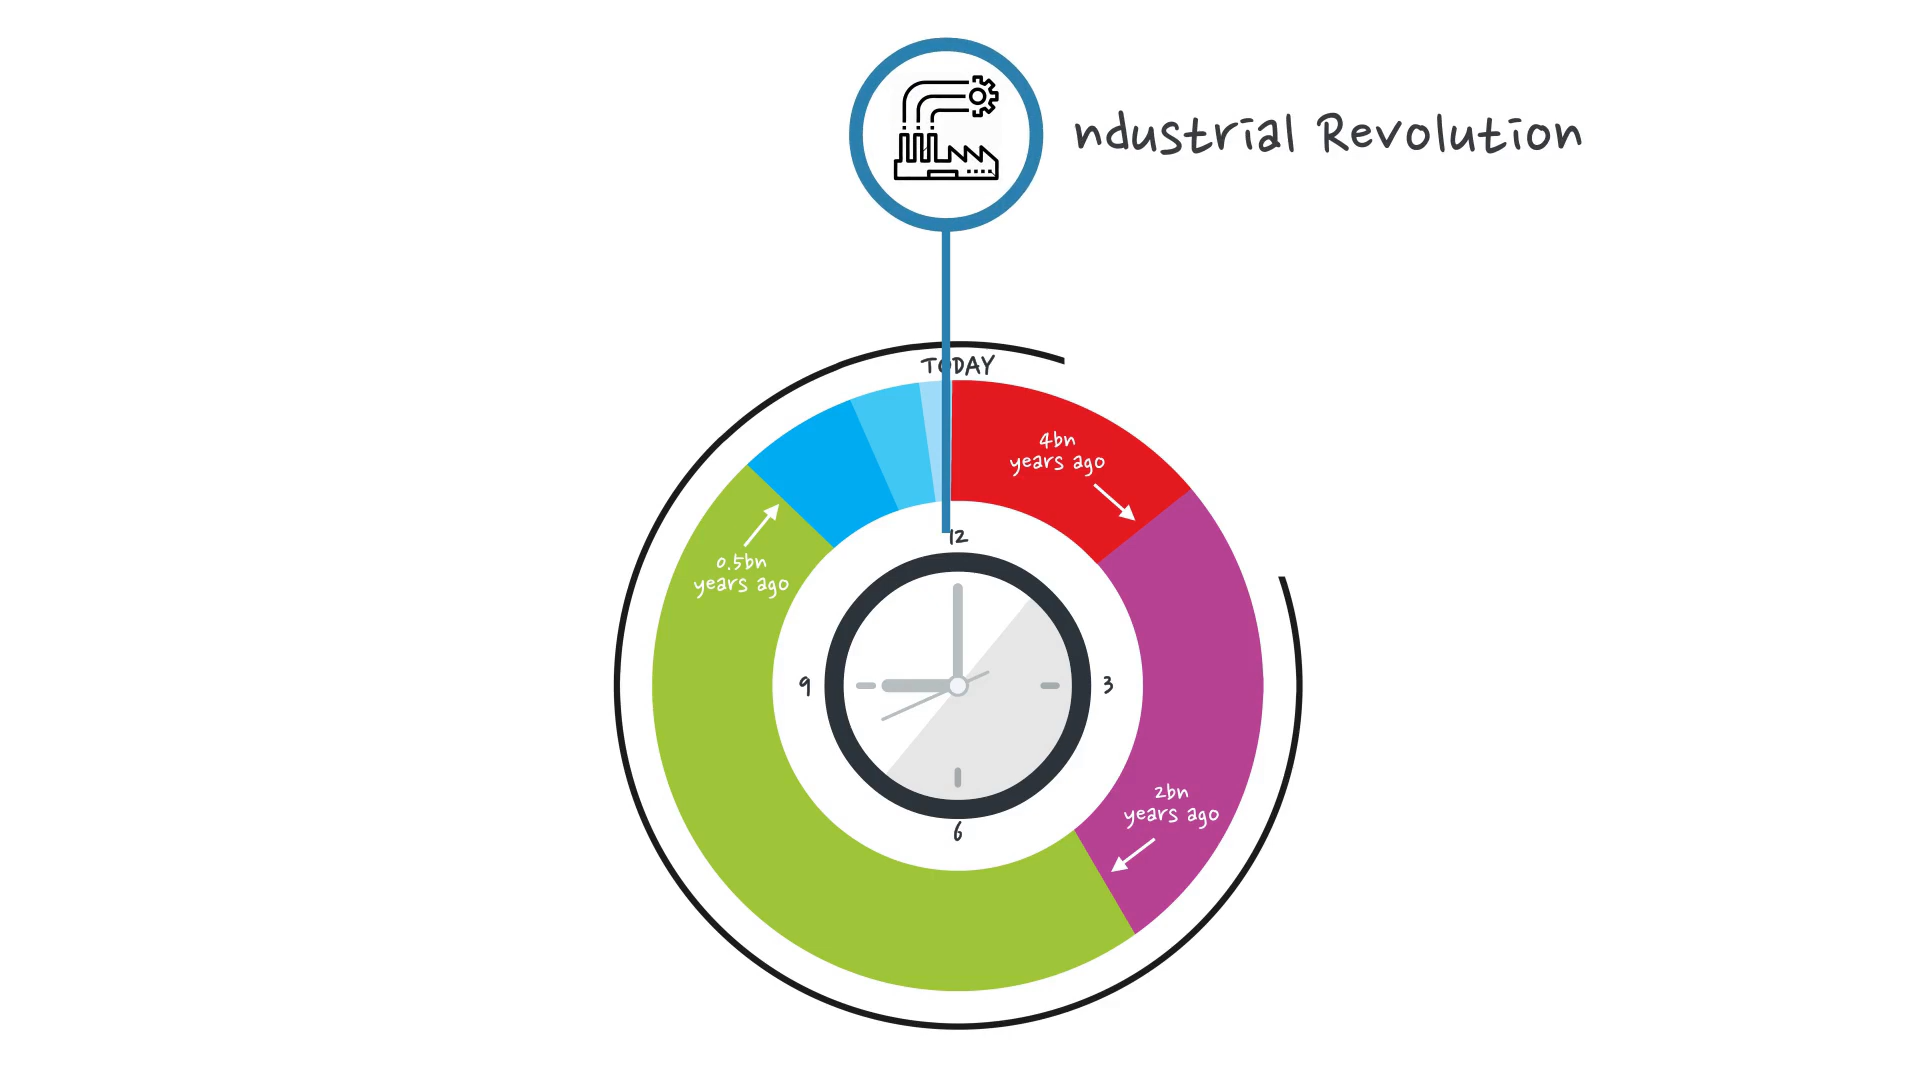 ndustrial Revolution
TODAY
4bn
years ago
0.5bn
years ago
12
9
3
6
2bn
years ago